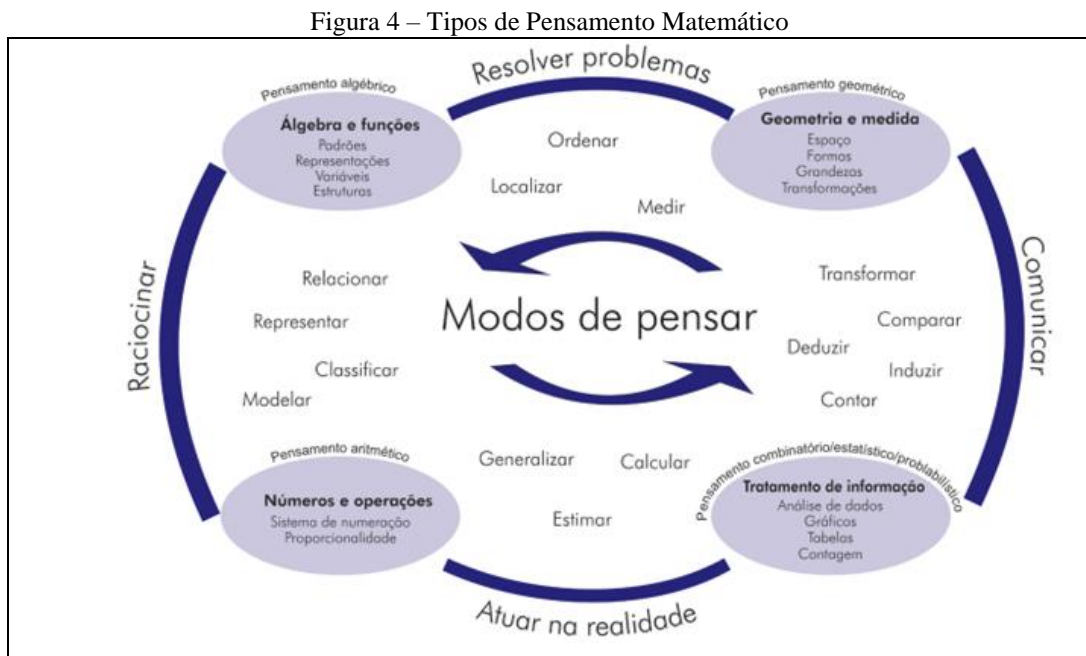 Figura 4 – Tipos de Pensamento Matemático
Resolver problemas
Pensamento algébrico
Álgebra e funções
Padrões
Representações
Variáveis
Estruturas
Pensamento geométrico
Geometria e medida
Espaço
Formas
Grandezas
Transformações
Ordenar
Localizar
Medir
Raciocinar
Comunicar
Relacionar
Representar
Classificar
Modelar
Modos de pensar
Transformar
Comparar
Deduzir
Induzir
Contar
Pensamento aritmético
Números e operações
Sistema de numeração
Proporcionalidade
Generalizar
Calcular
Estimar
Pensamento combinatório/estatístico/problabilístico
Tratamento de informação
Análise de dados
Gráficos
Tabelas
Contagem
Atuar na realidade